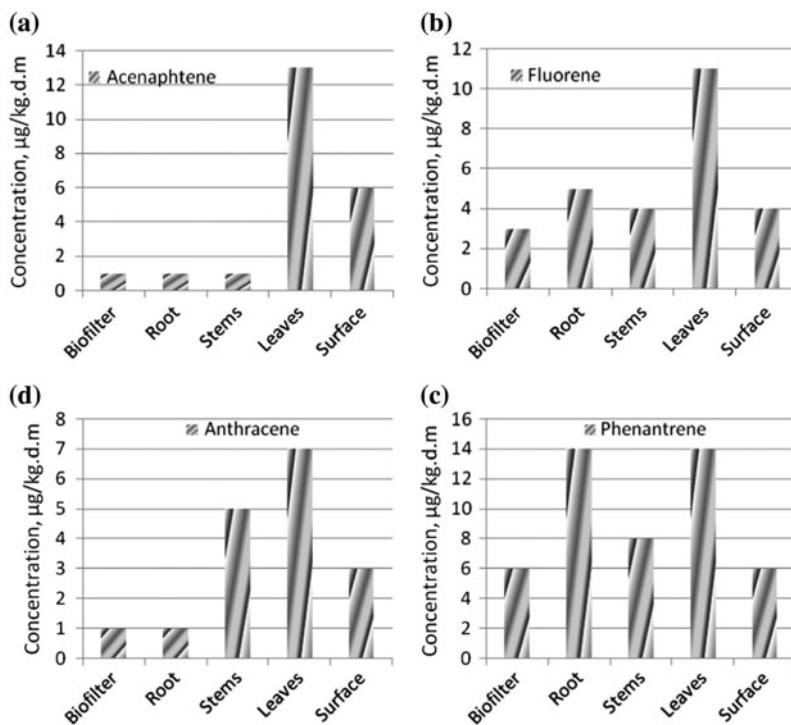 (a)
Acenaphtene
Concentration, µg/kg.d.m
14
12
10
8
6
4
2
0
Biofilter
Root
Stems
Leaves
Surface
(b)
Fluorene
Concentration, µg/kg.d.m
12
10
8
6
4
2
0
Biofilter
Root
Stems
Leaves
Surface
(d)
Anthracene
Concentration, µg/kg.d.m
8
7
6
5
4
3
2
1
0
Biofilter
Root
Stems
Leaves
Surface
(c)
Phenantrene
Concentration, µg/kg.d.m
16
14
12
10
8
6
4
2
0
Biofilter
Root
Stems
Leaves
Surface